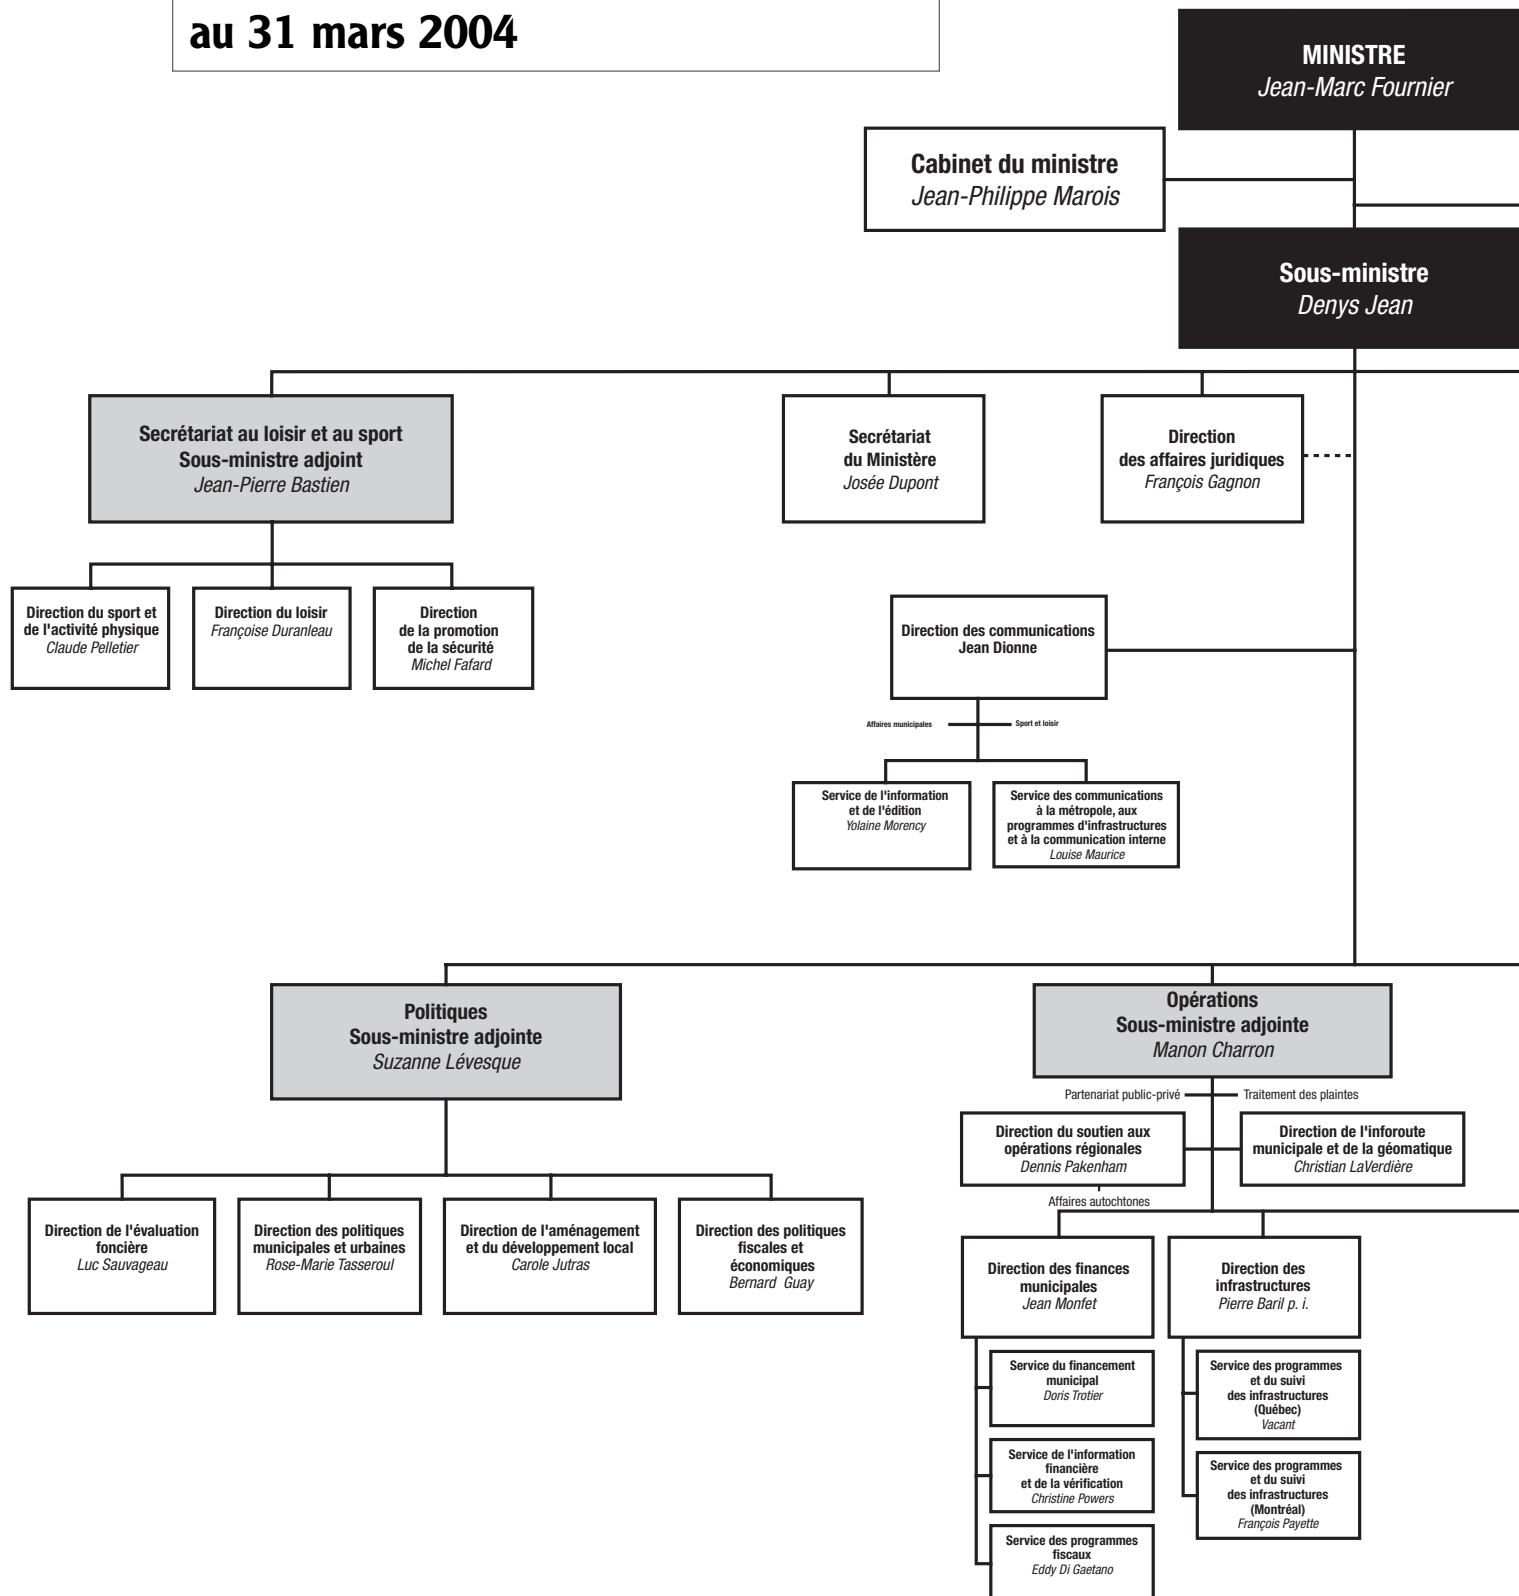 au 31 mars 2004
MINISTRE
Jean-Marc Fournier
Cabinet du ministre
Jean-Philippe Marois
Sous-ministre
Denys Jean
Secrétariat au loisir et au sport
Sous-ministre adjoint
Jean-Pierre Bastien
Secrétariat
du Ministère
Josée Dupont
Direction
des affaires juridiques
François Gagnon
Direction du sport et
de l'activité physique
Claude Pelletier
Direction du loisir
Françoise Duranleau
Direction
de la promotion
de la sécurité
Michel Fafard
Direction des communications
Jean Dionne
Affaires municipales
Sport et loisir
Service de l'information
et de l'édition
Yolaine Morency
Service des communications
à la métropole, aux
programmes d'infrastructures
et à la communication interne
Louise Maurice
Politiques
Sous-ministre adjointe
Suzanne Lévesque
Opérations
Sous-ministre adjointe
Manon Charron
Partenariat public-privé
Traitement des plaintes
Direction du soutien aux
opérations régionales
Dennis Pakenham
Direction de l'inforoute
municipale et de la géomatique
Christian LaVerdière
Affaires autochtones
Direction de l'évaluation
foncière
Luc Sauvageau
Direction des politiques
municipales et urbaines
Rose-Marie Tasseroul
Direction de l'aménagement
et du développement local
Carole Jutras
Direction des politiques
fiscales et
économiques
Bernard Guay
Direction des finances
municipales
Jean Monfet
Direction des
infrastructures
Pierre Baril p. i.
Service du financement
municipal
Doris Trotier
Service de l'information
financière
et de la vérification
Christine Powers
Service des programmes
fiscaux
Eddy Di Gaetano
Service des programmes
et du suivi
des infrastructures
(Québec)
Vacant
Service des programmes
et du suivi
des infrastructures
(Montréal)
François Payette